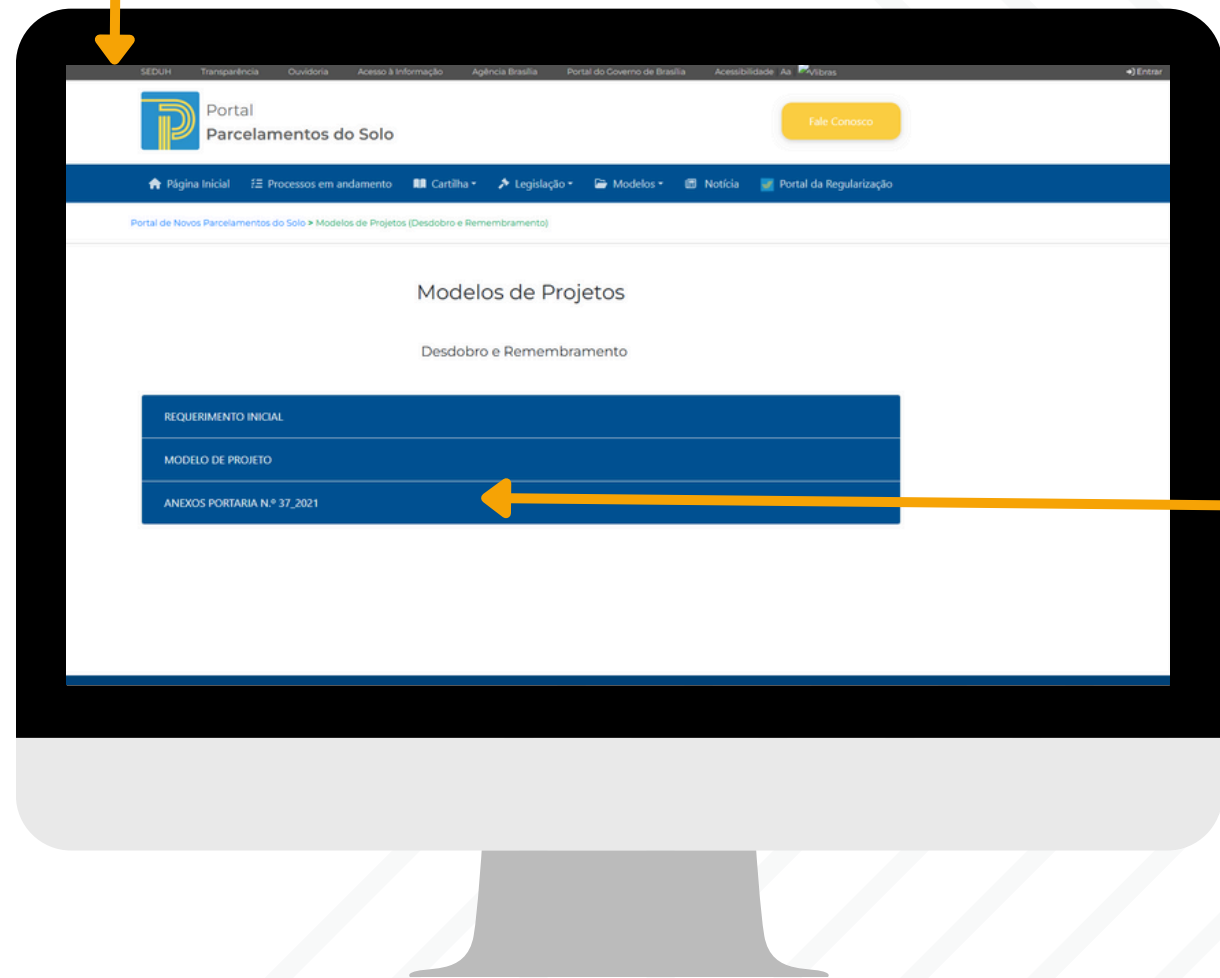 SEDUH Transparência Ouvidoria Acesso à Informação Agência Brasília Portal do Governo de Brasília Acessibilidade Aa Vlibras Entrar
Portal
Parcelamentos do Solo
Fale Conosco
Página Inicial Processos em andamento Cartilha Legislação Modelos Notícia Portal da Regularização
Portal de Novos Parcelamentos do Solo > Modelos de Projetos (Desdobro e Remembramento)
Modelos de Projetos
Desdobro e Remembramento
REQUERIMENTO INICIAL
MODELO DE PROJETO
ANEXOS PORTARIA N.º 37_2021